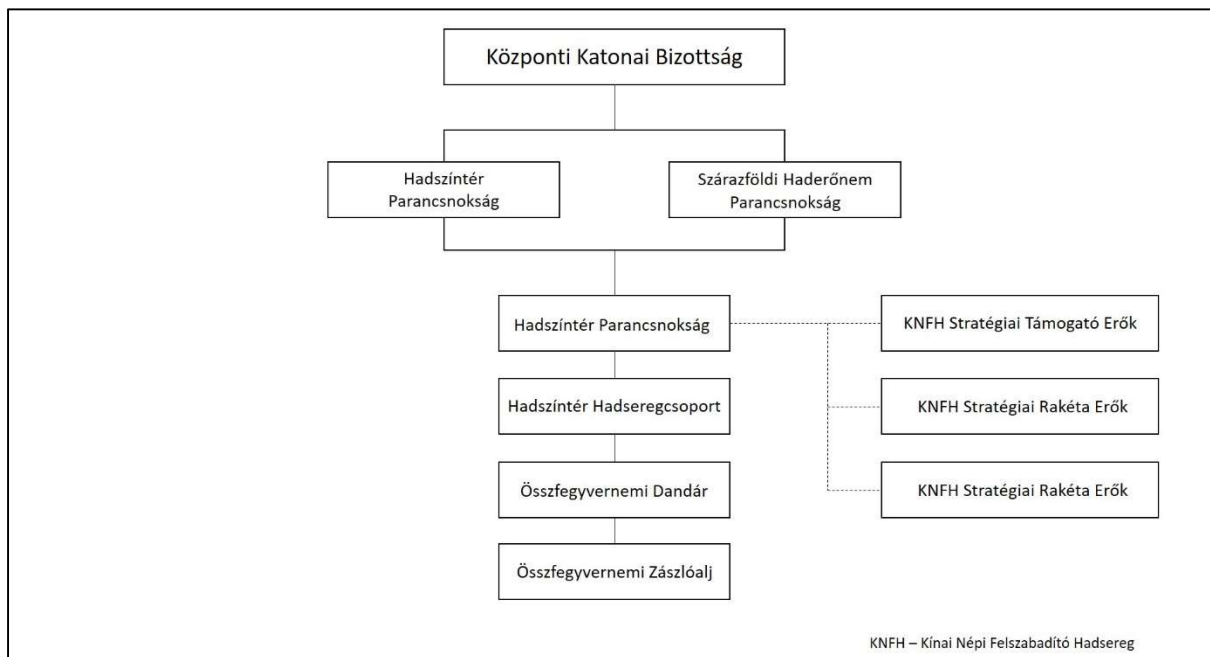 Központi Katonai Bizottság
Hadszíntér
Parancsnokság
Szárazföldi Haderőnem
Parancsnokság
Hadszíntér Parancsnokság
KNFH Stratégiai Támogató Erők
Hadszíntér Hadseregcsoport
KNFH Stratégiai Rakéta Erők
Összfegyvernemi Dandár
KNFH Stratégiai Rakéta Erők
Összfegyvernemi Zászlóalj
KNFH – Kínai Népi Felszabadító Hadsereg